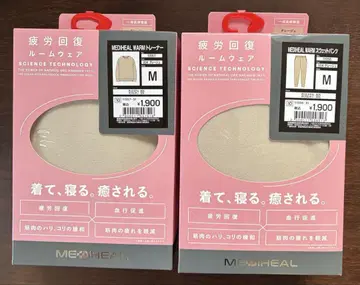 疲労回復
ルームウェア
SCIENCE TECHNOLOGY
MEDIHEAL WARM トレーナー
M
¥1,900
着て、寝る。癒される。
疲労回復
血行促進
筋肉のハリ、コリの緩和
筋肉の疲れを軽減
MEDIHEAL
疲労回復
ルームウェア
SCIENCE TECHNOLOGY
MEDIHEAL WARM スウェットパンツ
M
¥1,900
着て、寝る。癒される。
疲労回復
血行促進
筋肉のハリ、コリの緩和
筋肉の疲れを軽減
MEDIHEAL